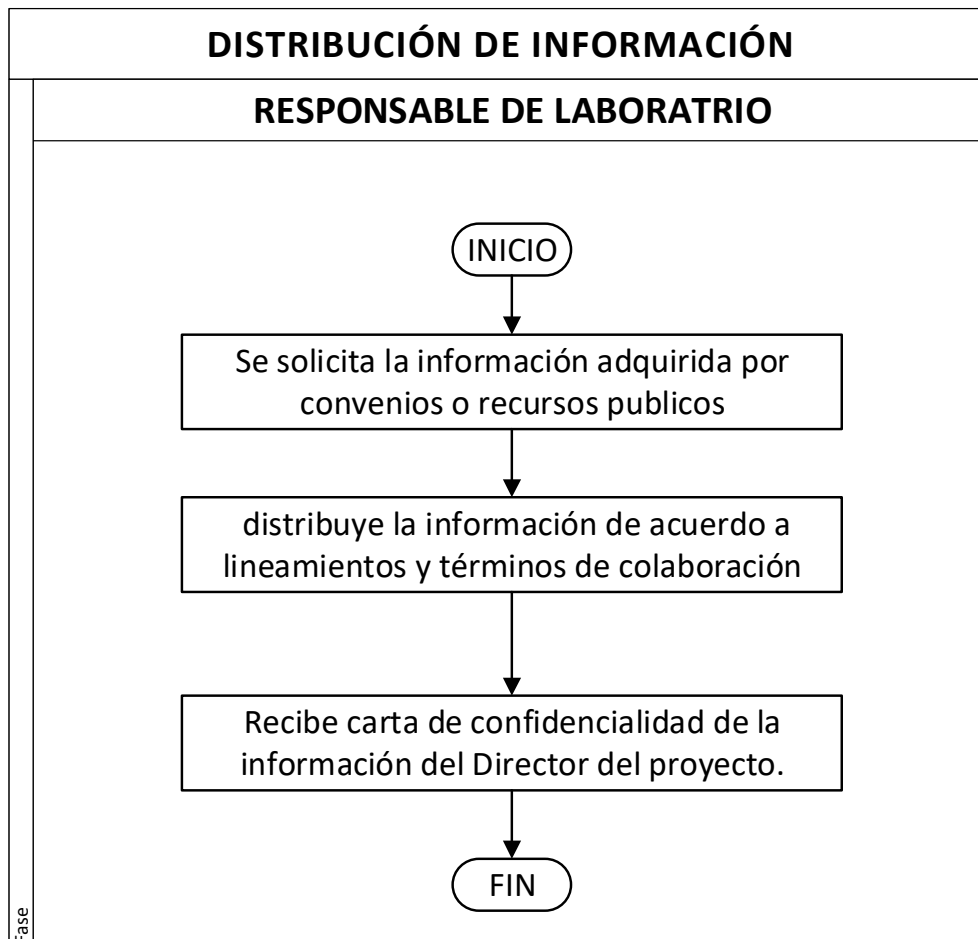 DISTRIBUCIÓN DE INFORMACIÓN
RESPONSABLE DE LABORATRIO
INICIO
Se solicita la información adquirida por
convenios o recursos publicos
distribuye la información de acuerdo a
lineamientos y términos de colaboración
Recibe carta de confidencialidad de la
información del Director del proyecto.
FIN
Fase